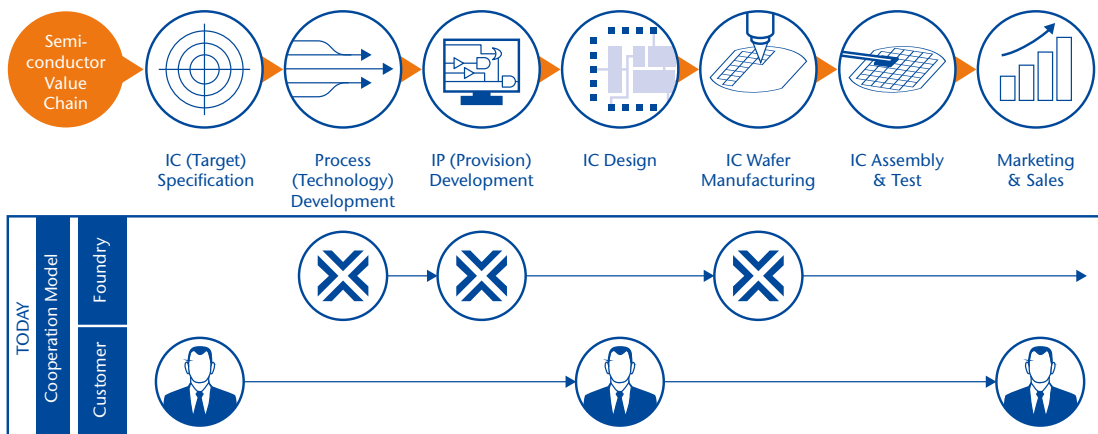 Semi-
conductor
Value
Chain
IC (Target)
Specification
Process
(Technology)
Development
IP (Provision)
Development
IC Design
IC Wafer
Manufacturing
IC Assembly
& Test
Marketing
& Sales
TODAY
Cooperation Model
Foundry
Customer